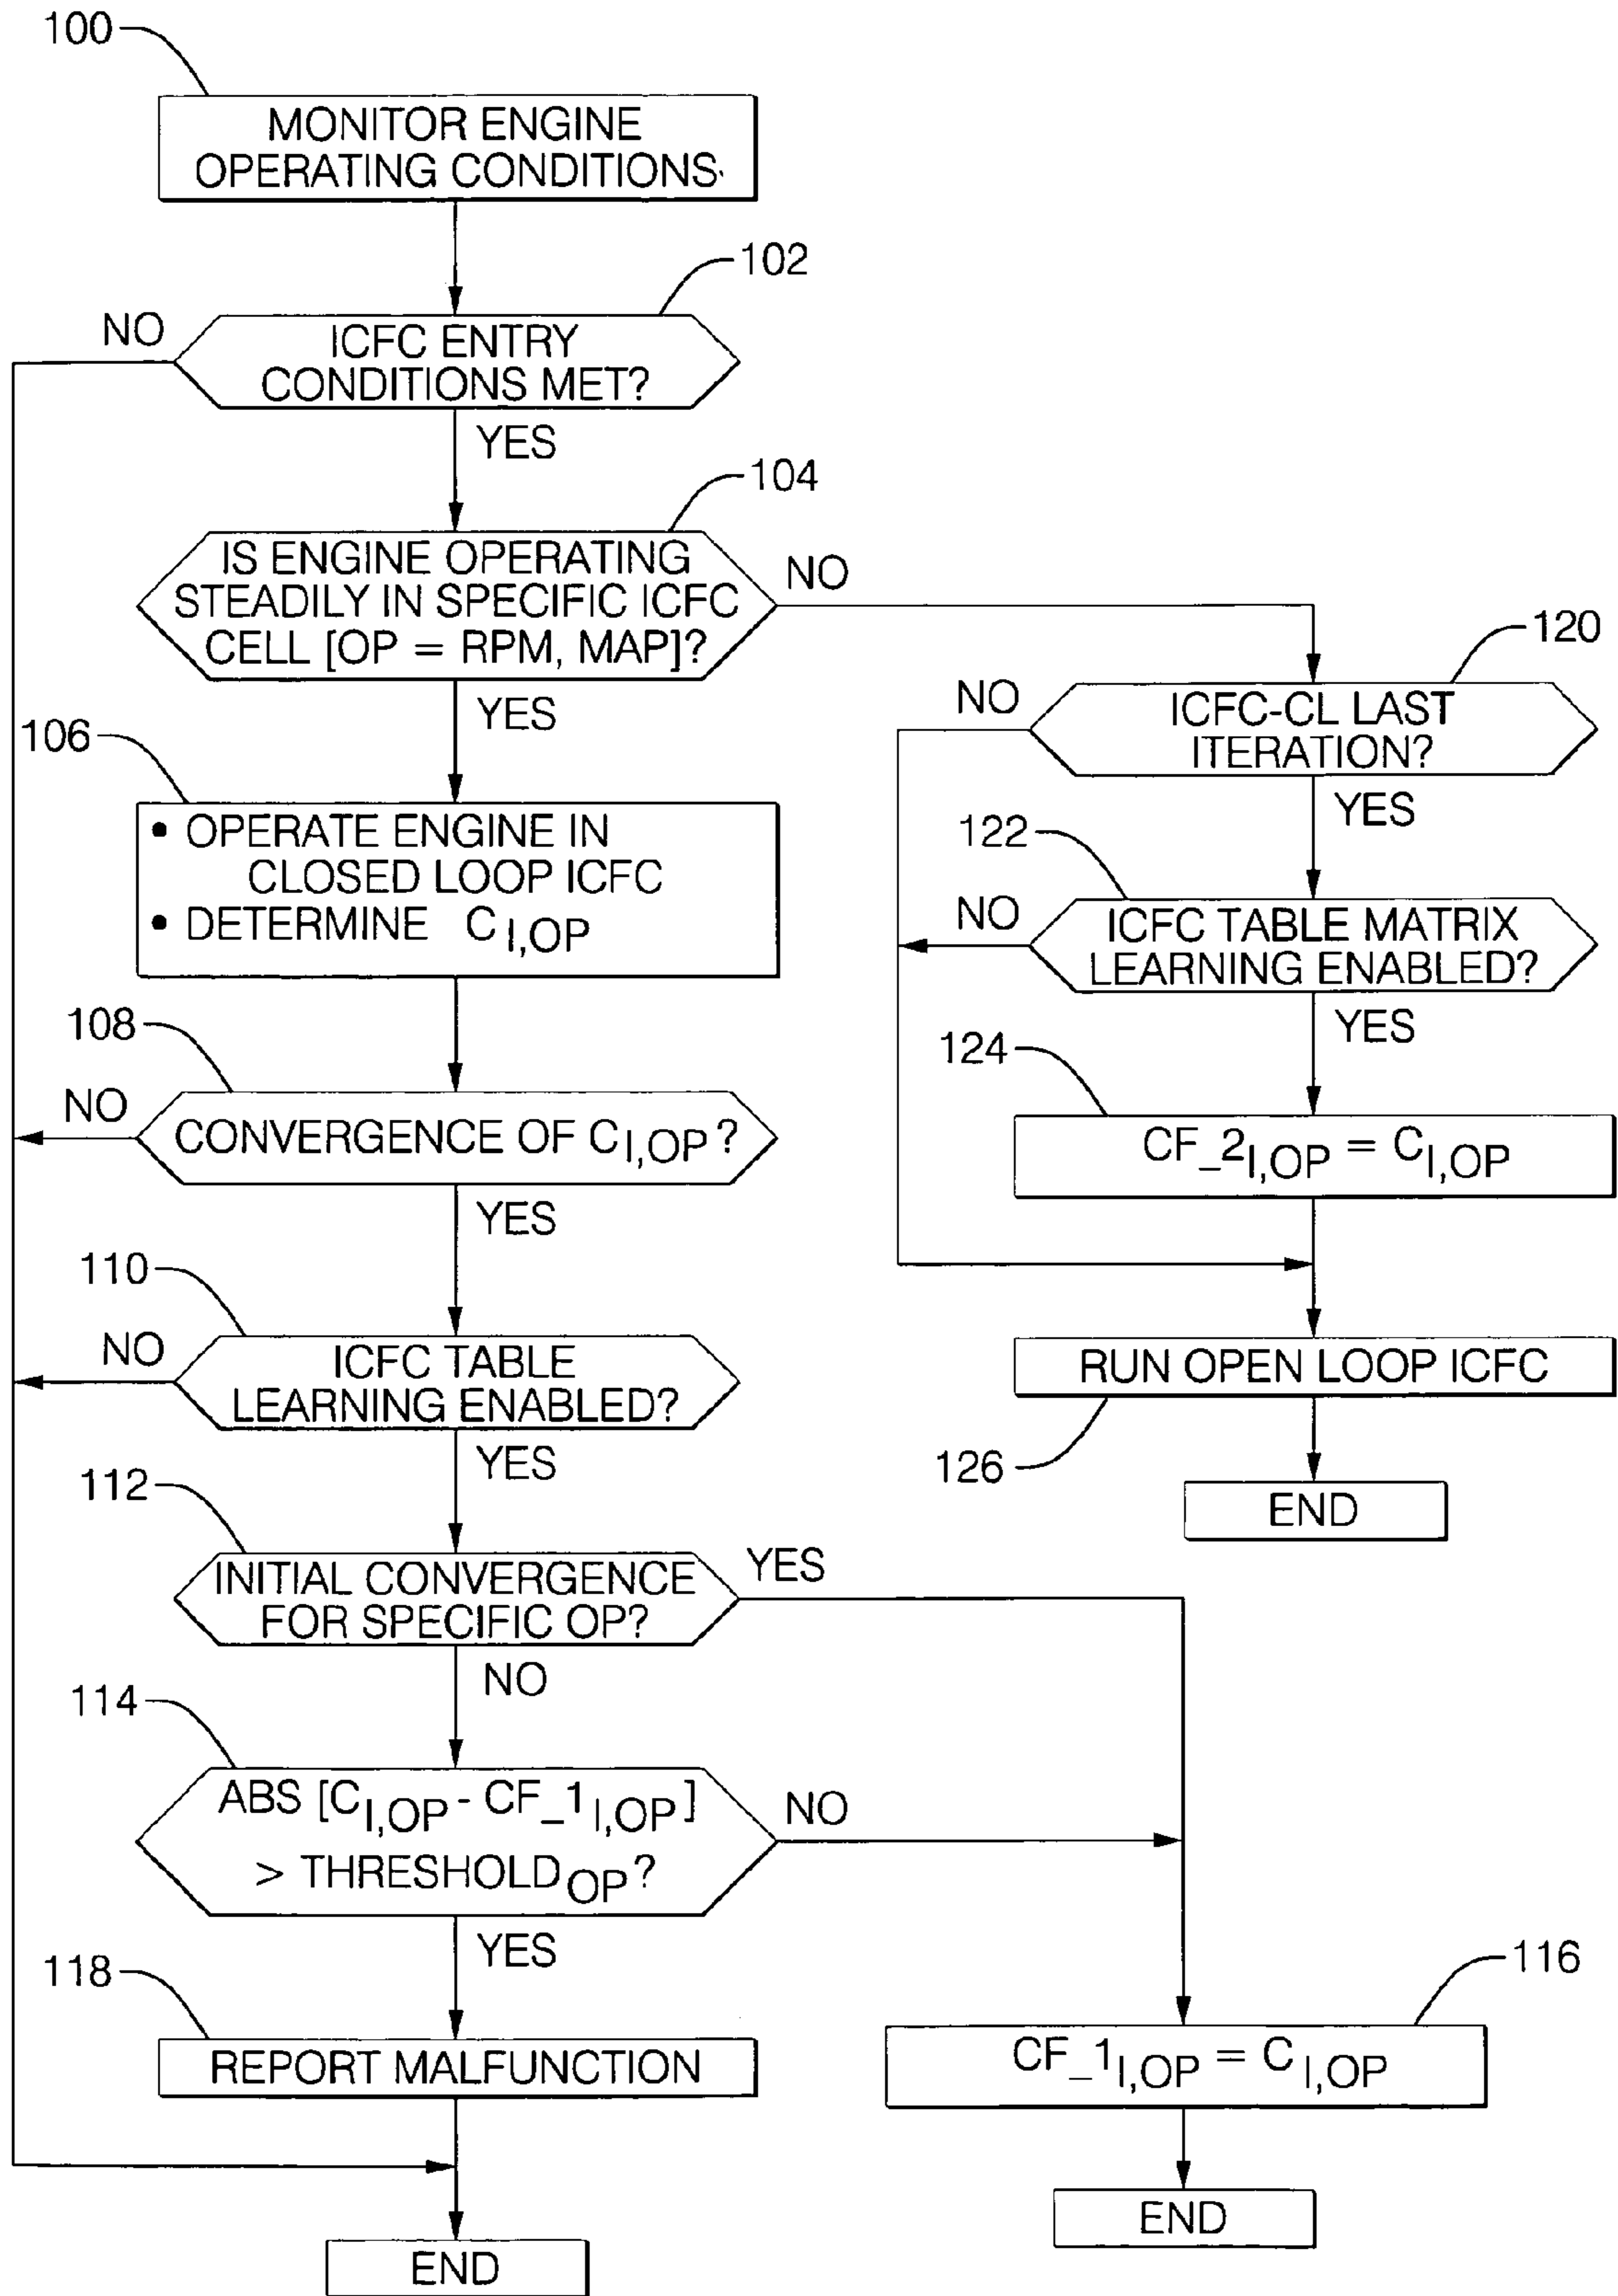 100
MONITOR ENGINE
OPERATING CONDITIONS
102
NO
ICFC ENTRY
CONDITIONS MET?
YES
104
IS ENGINE OPERATING
STEADILY IN SPECIFIC ICFC
CELL [OP = RPM, MAP]?
NO
YES
106
• OPERATE ENGINE IN
CLOSED LOOP ICFC
• DETERMINE C I,OP
108
NO
CONVERGENCE OF C I,OP ?
YES
110
NO
ICFC TABLE
LEARNING ENABLED?
YES
112
INITIAL CONVERGENCE
FOR SPECIFIC OP?
YES
NO
114
ABS [C I,OP - CF_1 I,OP ]
> THRESHOLD OP ?
NO
YES
118
REPORT MALFUNCTION
END
120
NO
ICFC-CL LAST
ITERATION?
YES
122
NO
ICFC TABLE MATRIX
LEARNING ENABLED?
YES
124
CF_2 I,OP = C I,OP
RUN OPEN LOOP ICFC
126
END
116
CF_1 I,OP = C I,OP
END